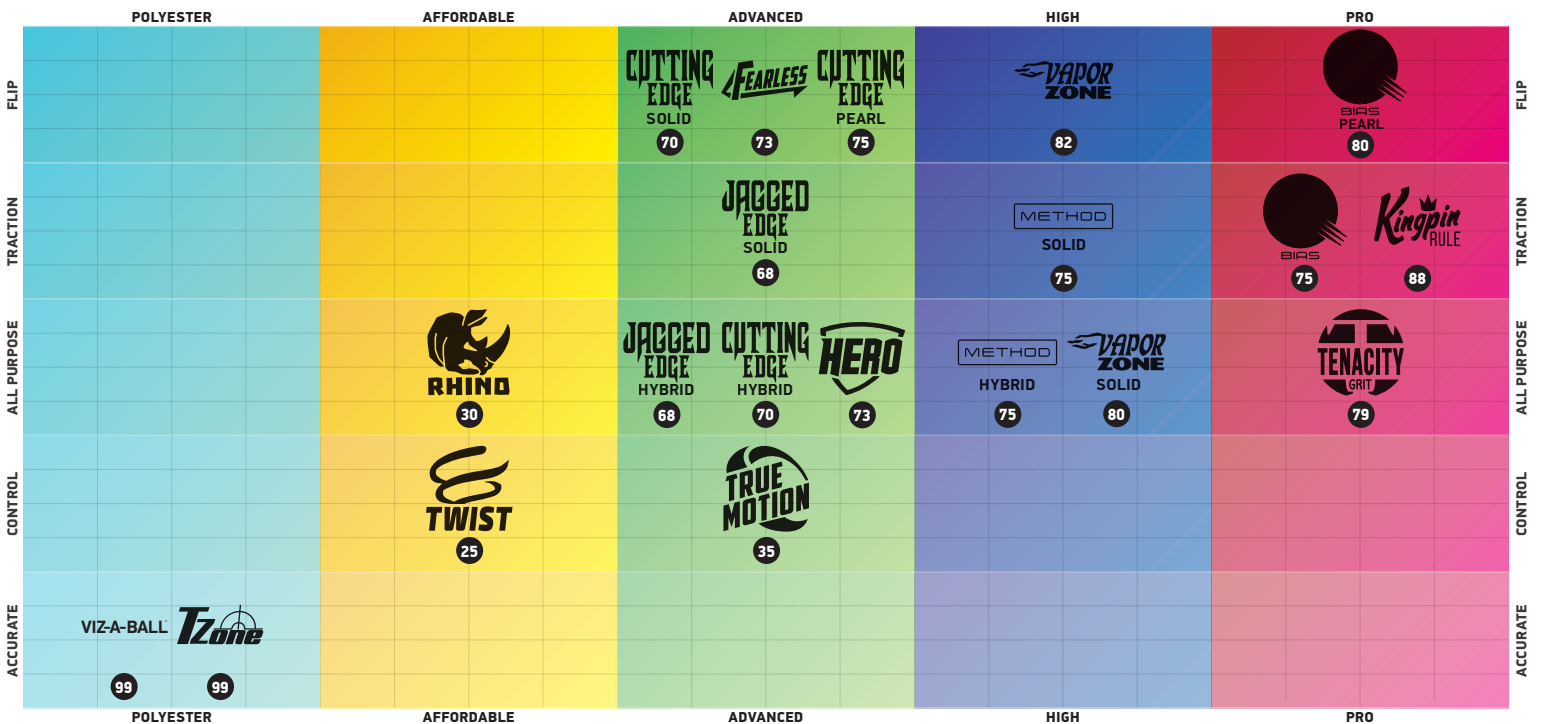 POLYESTER AFFORDABLE ADVANCED HIGH PRO
FLIP
CUTTING EDGE SOLID
70
FEARLESS
73
CUTTING EDGE PEARL
75
VAPOR ZONE
82
BIAS PEARL
80
FLIP
TRACTION
JAGGED EDGE SOLID
68
METHOD SOLID
75
BIAS
75
Kingpin RULE
88
TRACTION
ALL PURPOSE
RHINO
30
JAGGED EDGE HYBRID
68
CUTTING EDGE HYBRID
70
HERO
73
METHOD HYBRID
75
VAPOR ZONE SOLID
80
TENACITY GRIT
79
ALL PURPOSE
CONTROL
TWIST
25
TRUE MOTION
35
CONTROL
ACCURATE
VIZ-A-BALL
99
TZone
99
ACCURATE
POLYESTER AFFORDABLE ADVANCED HIGH PRO